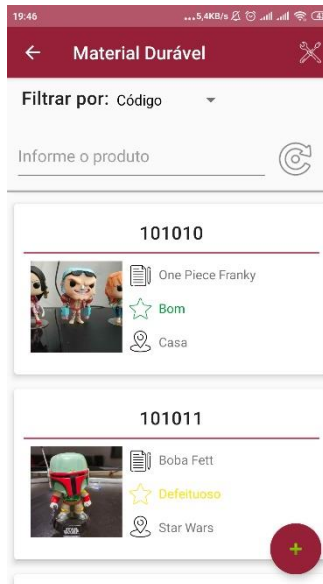 19:46
...5,4KB/s
Material Durável
Filtrar por: Código
Informe o produto
101010
One Piece Franky
Bom
Casa
101011
Boba Fett
Defeituoso
Star Wars
+